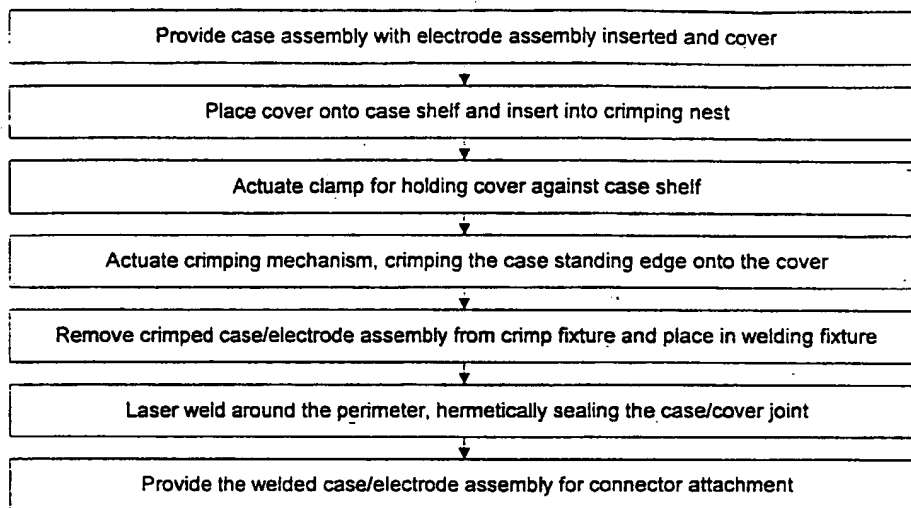 Provide case assembly with electrode assembly inserted and cover
Place cover onto case shelf and insert into crimping nest
Actuate clamp for holding cover against case shelf
Actuate crimping mechanism, crimping the case standing edge onto the cover
Remove crimped case/electrode assembly from crimp fixture and place in welding fixture
Laser weld around the perimeter, hermetically sealing the case/cover joint
Provide the welded case/electrode assembly for connector attachment